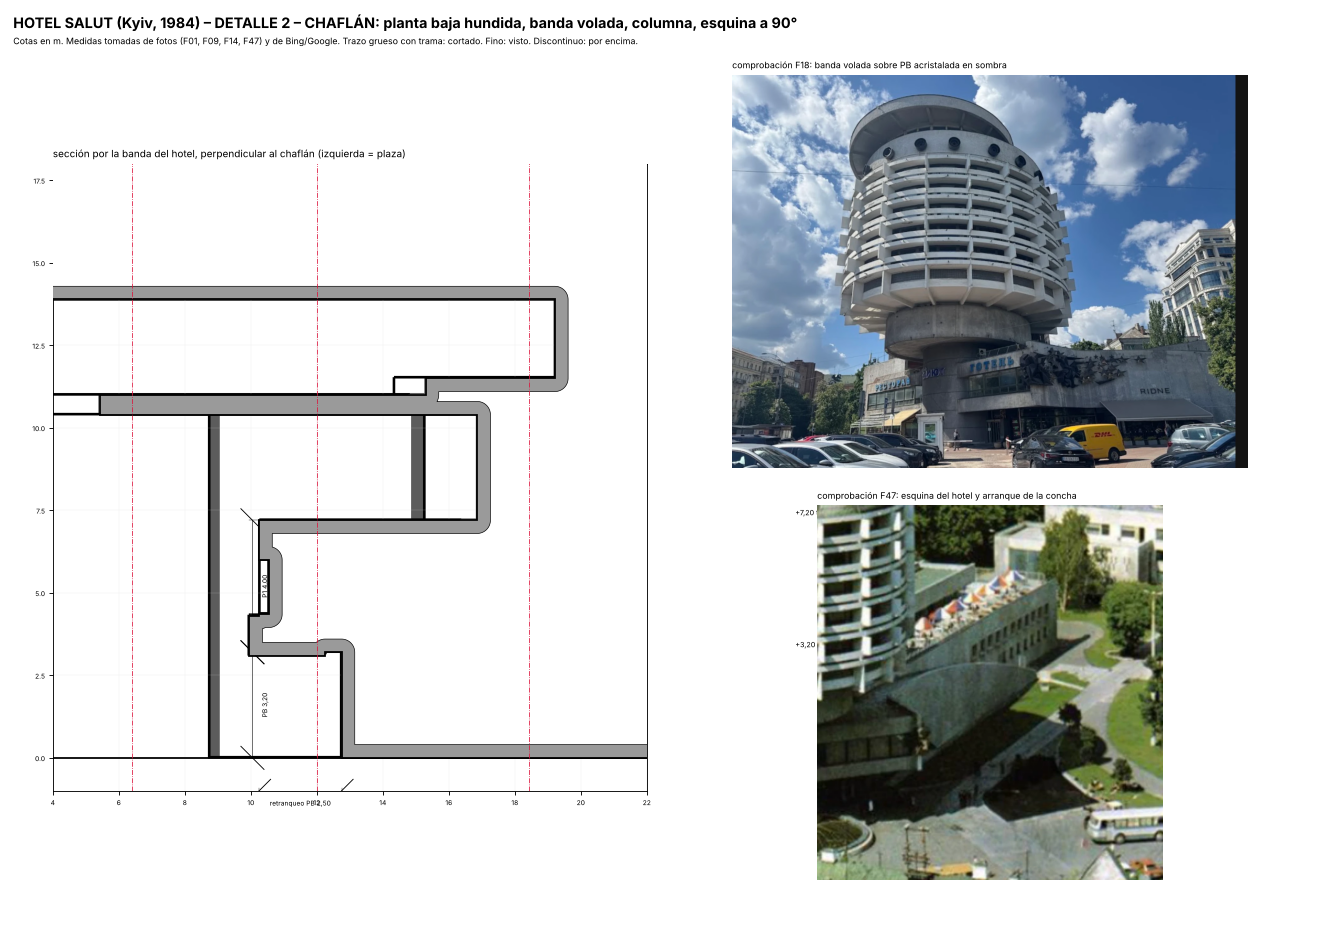 HOTEL SALUT (Kyiv, 1984) – DETALLE 2 – CHAFLÁN: planta baja hundida, banda volada, columna, esquina a 90°
Cotas en m. Medidas tomadas de fotos (F01, F09, F14, F47) y de Bing/Google. Trazo grueso con trama: cortado. Fino: visto. Discontinuo: por encima.
comprobación F18: banda volada sobre PB acristalada en sombra
РЕСТОРАН
ГОТЕЛЬ
RIDNE
DHL
sección por la banda del hotel, perpendicular al chaflán (izquierda = plaza)
17.5
15.0
12.5
10.0
7.5
5.0
2.5
0.0
P1 4,00
PB 3,20
4
6
8
10
12
14
16
18
20
22
retranqueo PB 2,50
comprobación F47: esquina del hotel y arranque de la concha
+7,20
+3,20